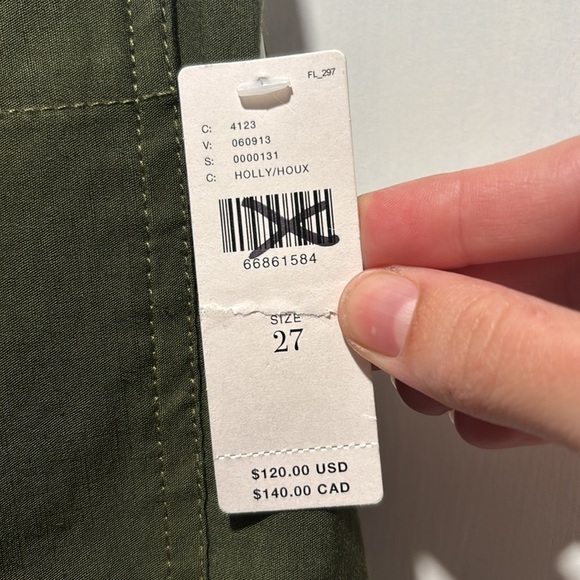 FL_297
C: 4123
V: 060913
S: 0000131
C: HOLLY/HOUX
66861584
SIZE
27
$120.00 USD
$140.00 CAD